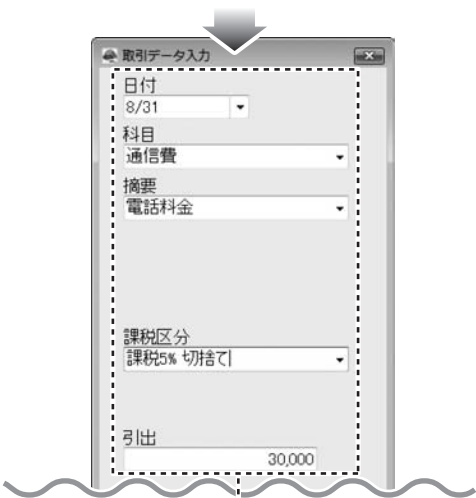 取引データ入力
日付
8/31
科目
通信費
摘要
電話料金
課税区分
課税5% 切捨て
引出
30,000